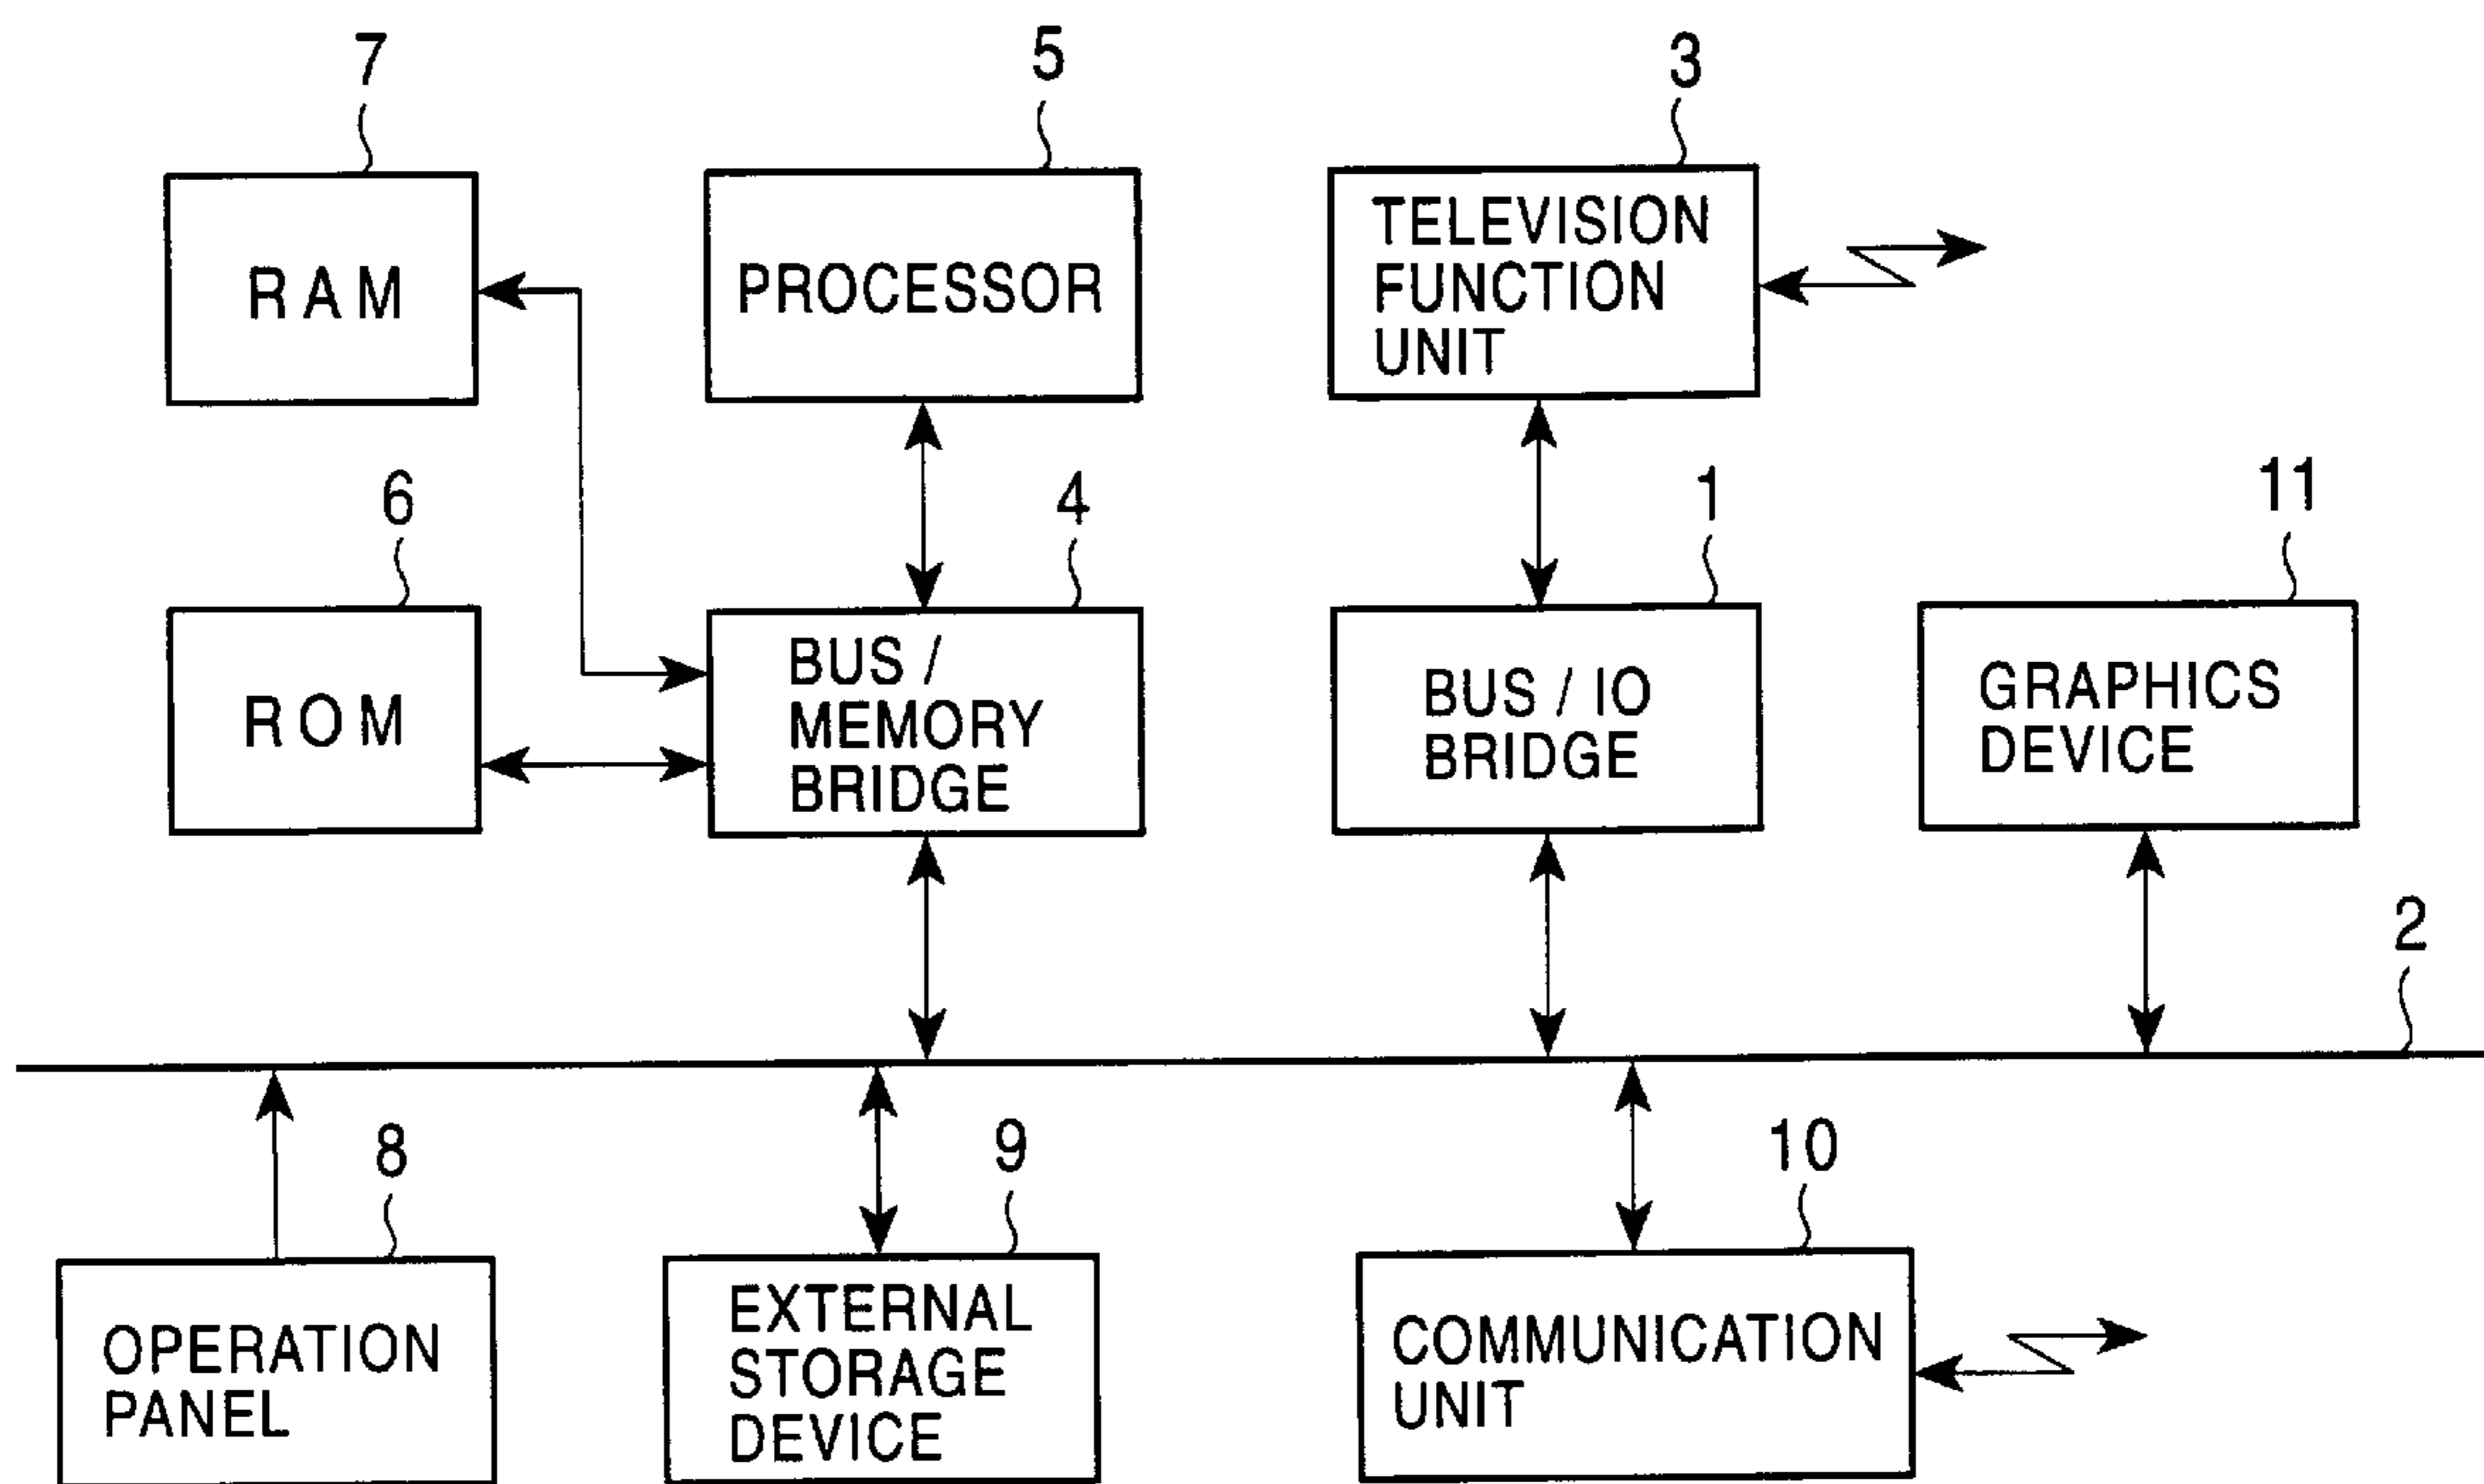 7
5
3
RAM
PROCESSOR
TELEVISION
FUNCTION
UNIT
6
4
1
11
ROM
BUS /
MEMORY
BRIDGE
BUS / IO
BRIDGE
GRAPHICS
DEVICE
2
8
9
10
OPERATION
PANEL
EXTERNAL
STORAGE
DEVICE
COMMUNICATION
UNIT